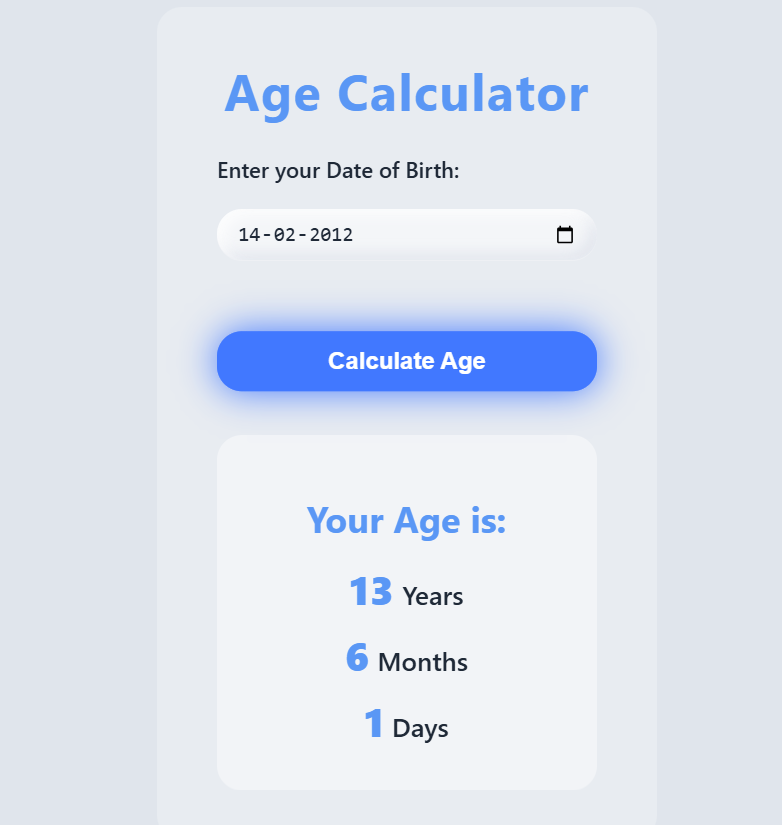 Age Calculator
Enter your Date of Birth:
14-02-2012
Calculate Age
Your Age is:
13 Years
6 Months
1 Days